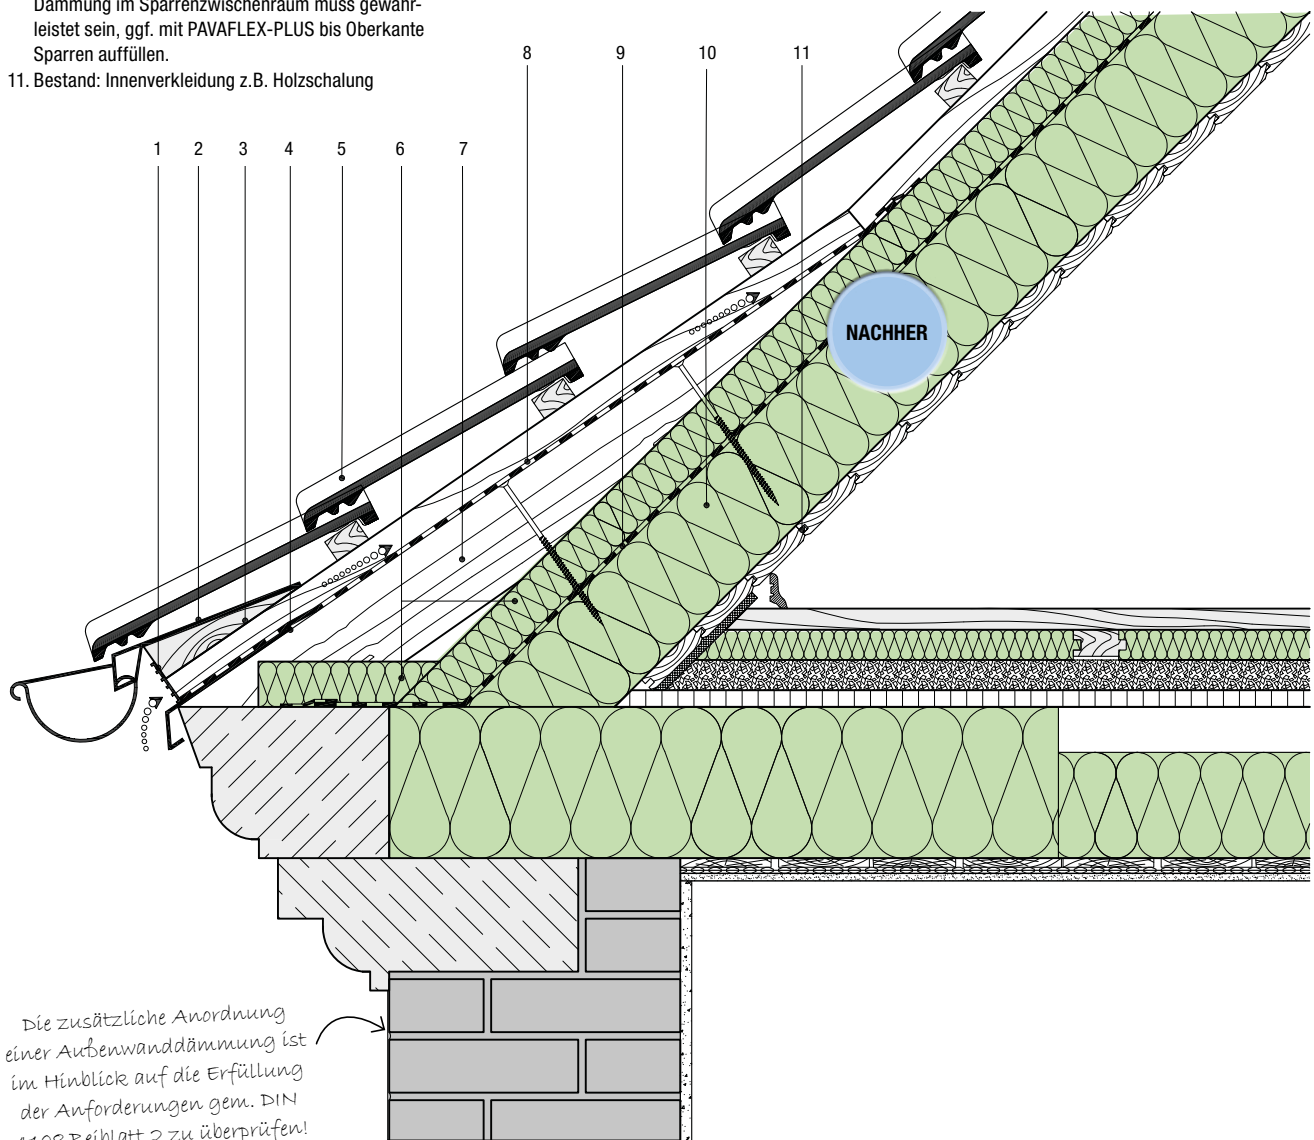 Dämmung im Sparrenzwischenraum muss gewähr-
leistet sein, ggf. mit PAVAFLEX-PLUS bis Oberkante
Sparren auffüllen.
11. Bestand: Innenverkleidung z.B. Holzschalung
8 9 10 11
1 2 3 4 5 6 7
NACHHER
Die zusätzliche Anordnung
einer Außenwanddämmung ist
im Hinblick auf die Erfüllung
der Anforderungen gem. DIN
4108 Beiblatt 2 zu überprüfen!